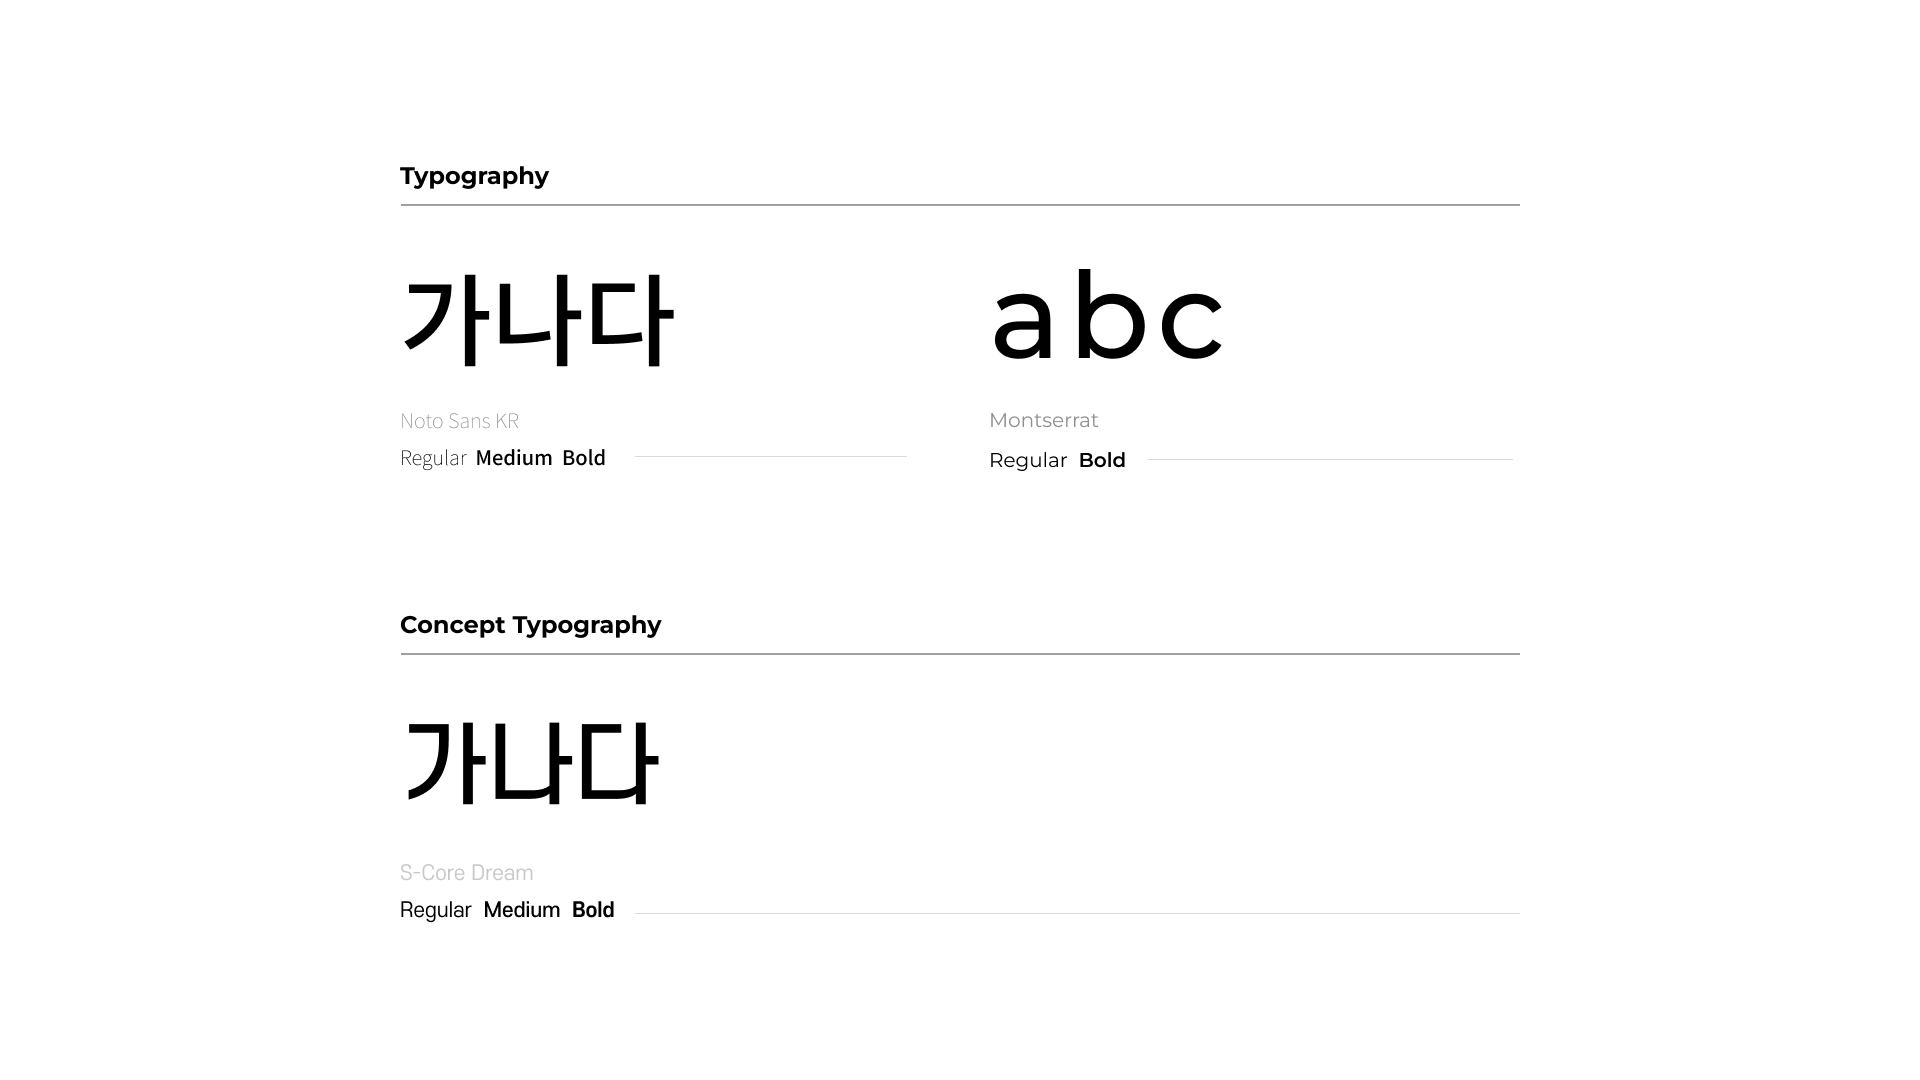 Typography
가나다
abc
Noto Sans KR
Montserrat
Regular Medium Bold
Regular Bold
Concept Typography
가나다
S-Core Dream
Regular Medium Bold